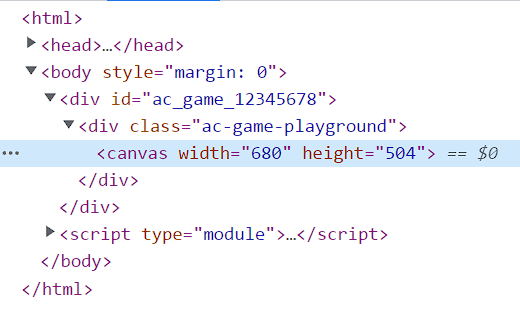 <html>
<head>…</head>
<body style="margin: 0">
<div id="ac_game_12345678">
<div class="ac-game-playground">
<canvas width="680" height="504"> == $0
</div>
</div>
<script type="module">…</script>
</body>
</html>